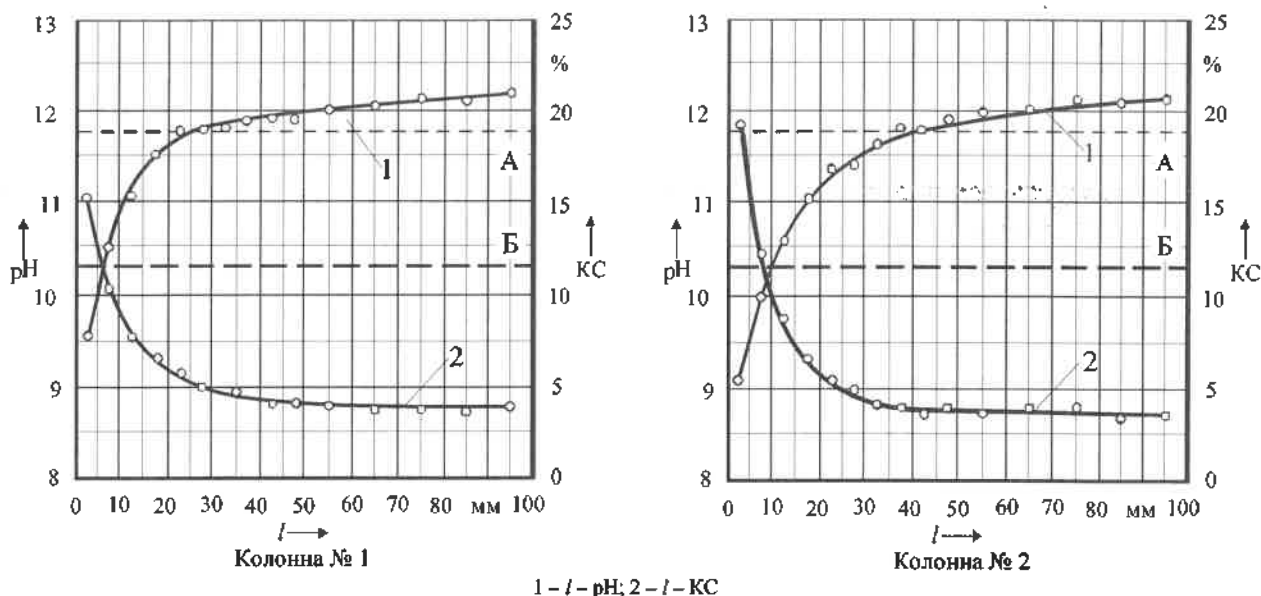 13 25 13 25
% %
12 20 12 20
1 А 1 А
11 15 11 15
Б Б
pH КС pH КС
10 10 10 10
2 2
9 5 9 5
8 0 8 0
0 10 20 30 40 50 60 70 80 мм 100 0 10 20 30 40 50 60 70 80 мм 100
l l
Колонна № 1 Колонна № 2
1 – l – pH; 2 – l – КС